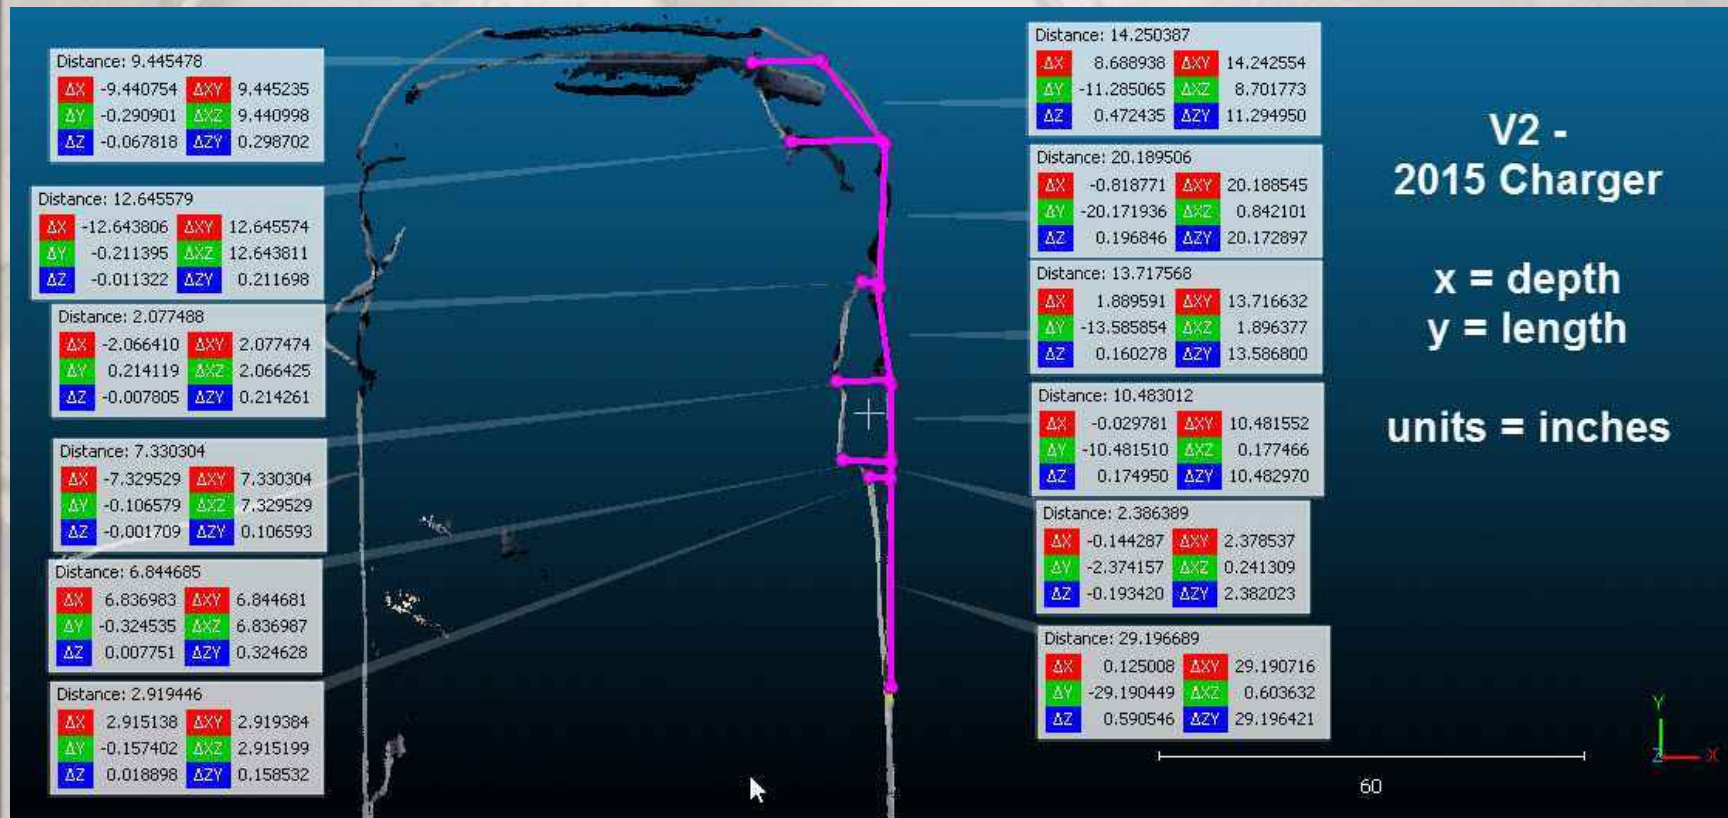 Distance: 9.445478
ΔX -9.440754 ΔXY 9.445235
ΔY -0.290901 ΔXZ 9.440998
ΔZ -0.067818 ΔZY 0.298702
Distance: 12.645579
ΔX -12.643806 ΔXY 12.645574
ΔY -0.211395 ΔXZ 12.643811
ΔZ -0.011322 ΔZY 0.211698
Distance: 2.077488
ΔX -2.066410 ΔXY 2.077474
ΔY 0.214119 ΔXZ 2.066425
ΔZ -0.007805 ΔZY 0.214261
Distance: 7.330304
ΔX -7.329529 ΔXY 7.330304
ΔY -0.106579 ΔXZ 7.329529
ΔZ -0.001709 ΔZY 0.106593
Distance: 6.844685
ΔX 6.836983 ΔXY 6.844681
ΔY -0.324535 ΔXZ 6.836987
ΔZ 0.007751 ΔZY 0.324628
Distance: 2.919446
ΔX 2.915138 ΔXY 2.919384
ΔY -0.157402 ΔXZ 2.915199
ΔZ 0.018898 ΔZY 0.158532
Distance: 14.250387
ΔX 8.688938 ΔXY 14.242554
ΔY -11.285065 ΔXZ 8.701773
ΔZ 0.472435 ΔZY 11.294950
Distance: 20.189506
ΔX -0.818771 ΔXY 20.188545
ΔY -20.171936 ΔXZ 0.842101
ΔZ 0.196846 ΔZY 20.172897
Distance: 13.717568
ΔX 1.889591 ΔXY 13.716632
ΔY -13.585854 ΔXZ 1.896377
ΔZ 0.160278 ΔZY 13.586800
Distance: 10.483012
ΔX -0.029781 ΔXY 10.481552
ΔY -10.481510 ΔXZ 0.177466
ΔZ 0.174950 ΔZY 10.482970
Distance: 2.386389
ΔX -0.144287 ΔXY 2.378537
ΔY -2.374157 ΔXZ 0.241309
ΔZ -0.193420 ΔZY 2.382023
Distance: 29.196689
ΔX 0.125008 ΔXY 29.190716
ΔY -29.190449 ΔXZ 0.603632
ΔZ 0.590546 ΔZY 29.196421
V2 -
2015 Charger
x = depth
y = length
units = inches
60
Y
Z X